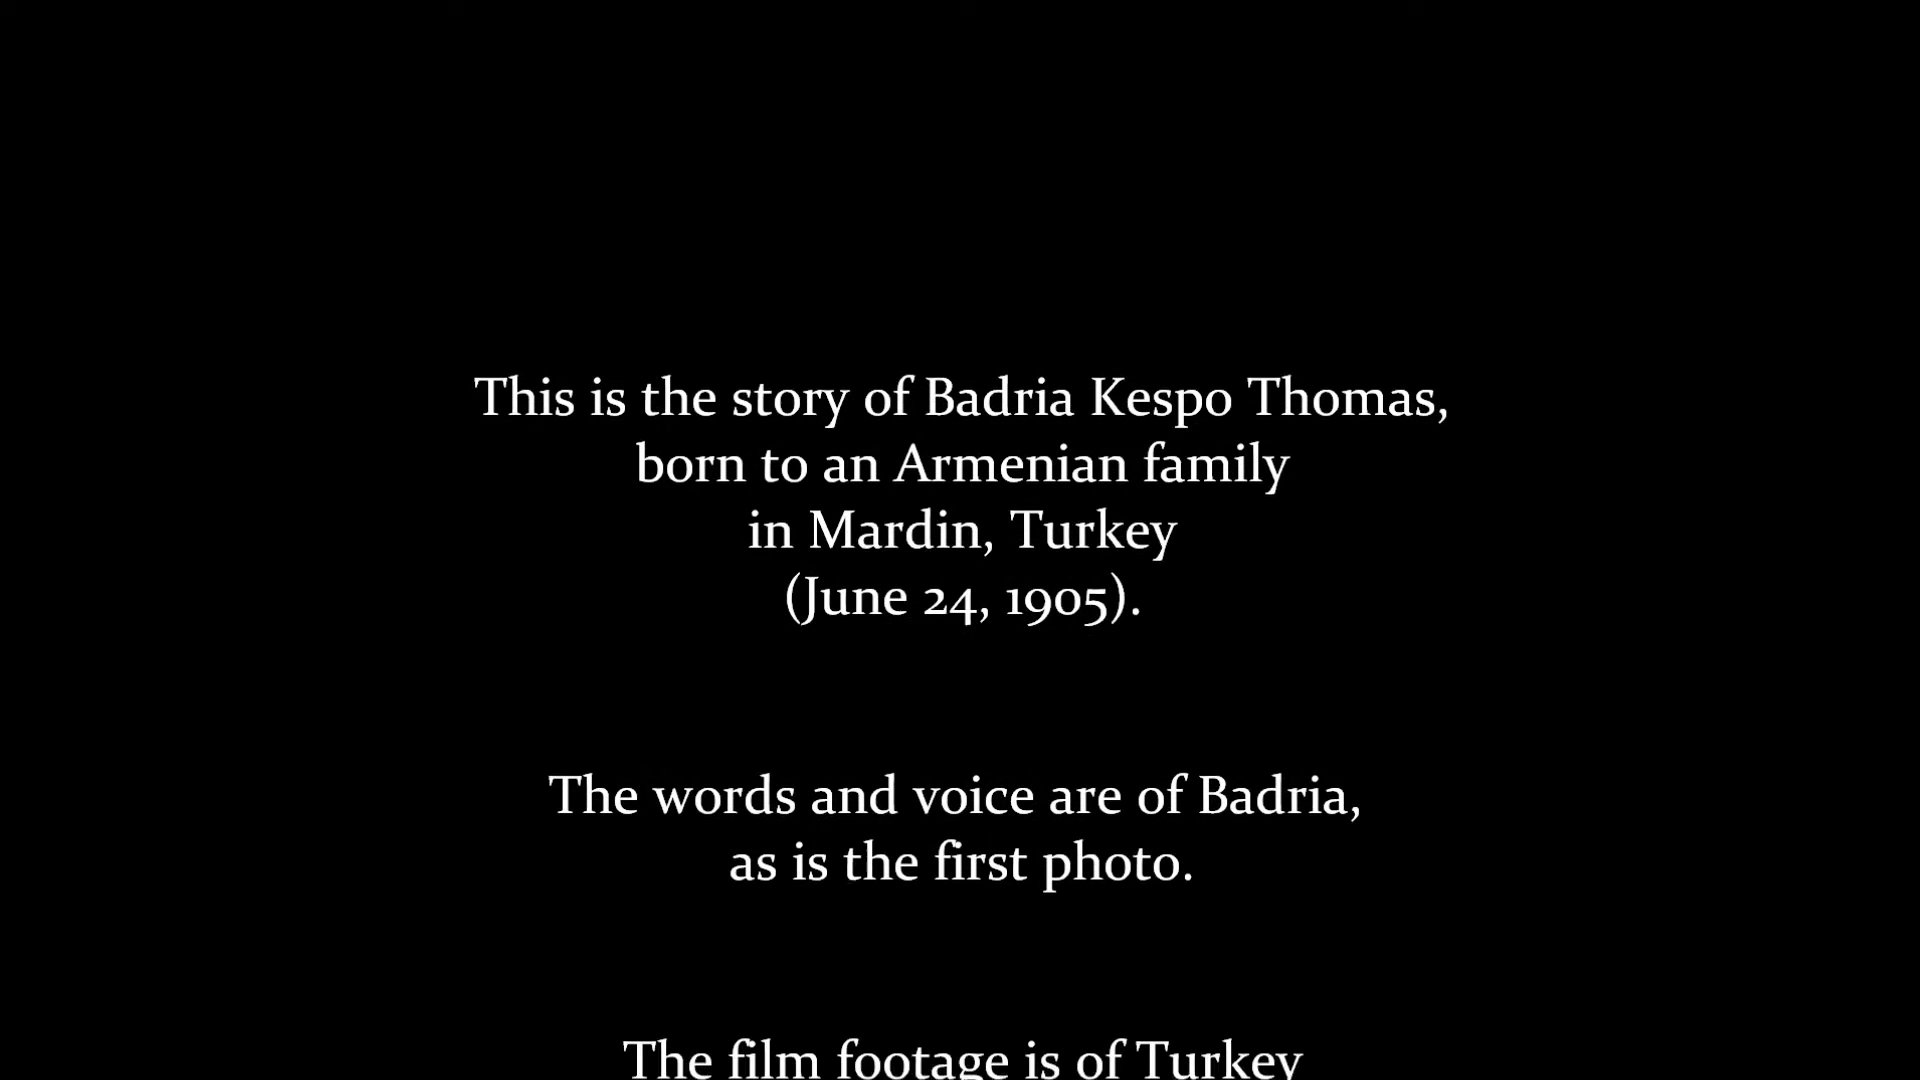 This is the story of Badria Kespo Thomas,
born to an Armenian family
in Mardin, Turkey
(June 24, 1905).
The words and voice are of Badria,
as is the first photo.
The film footage is of Turkey